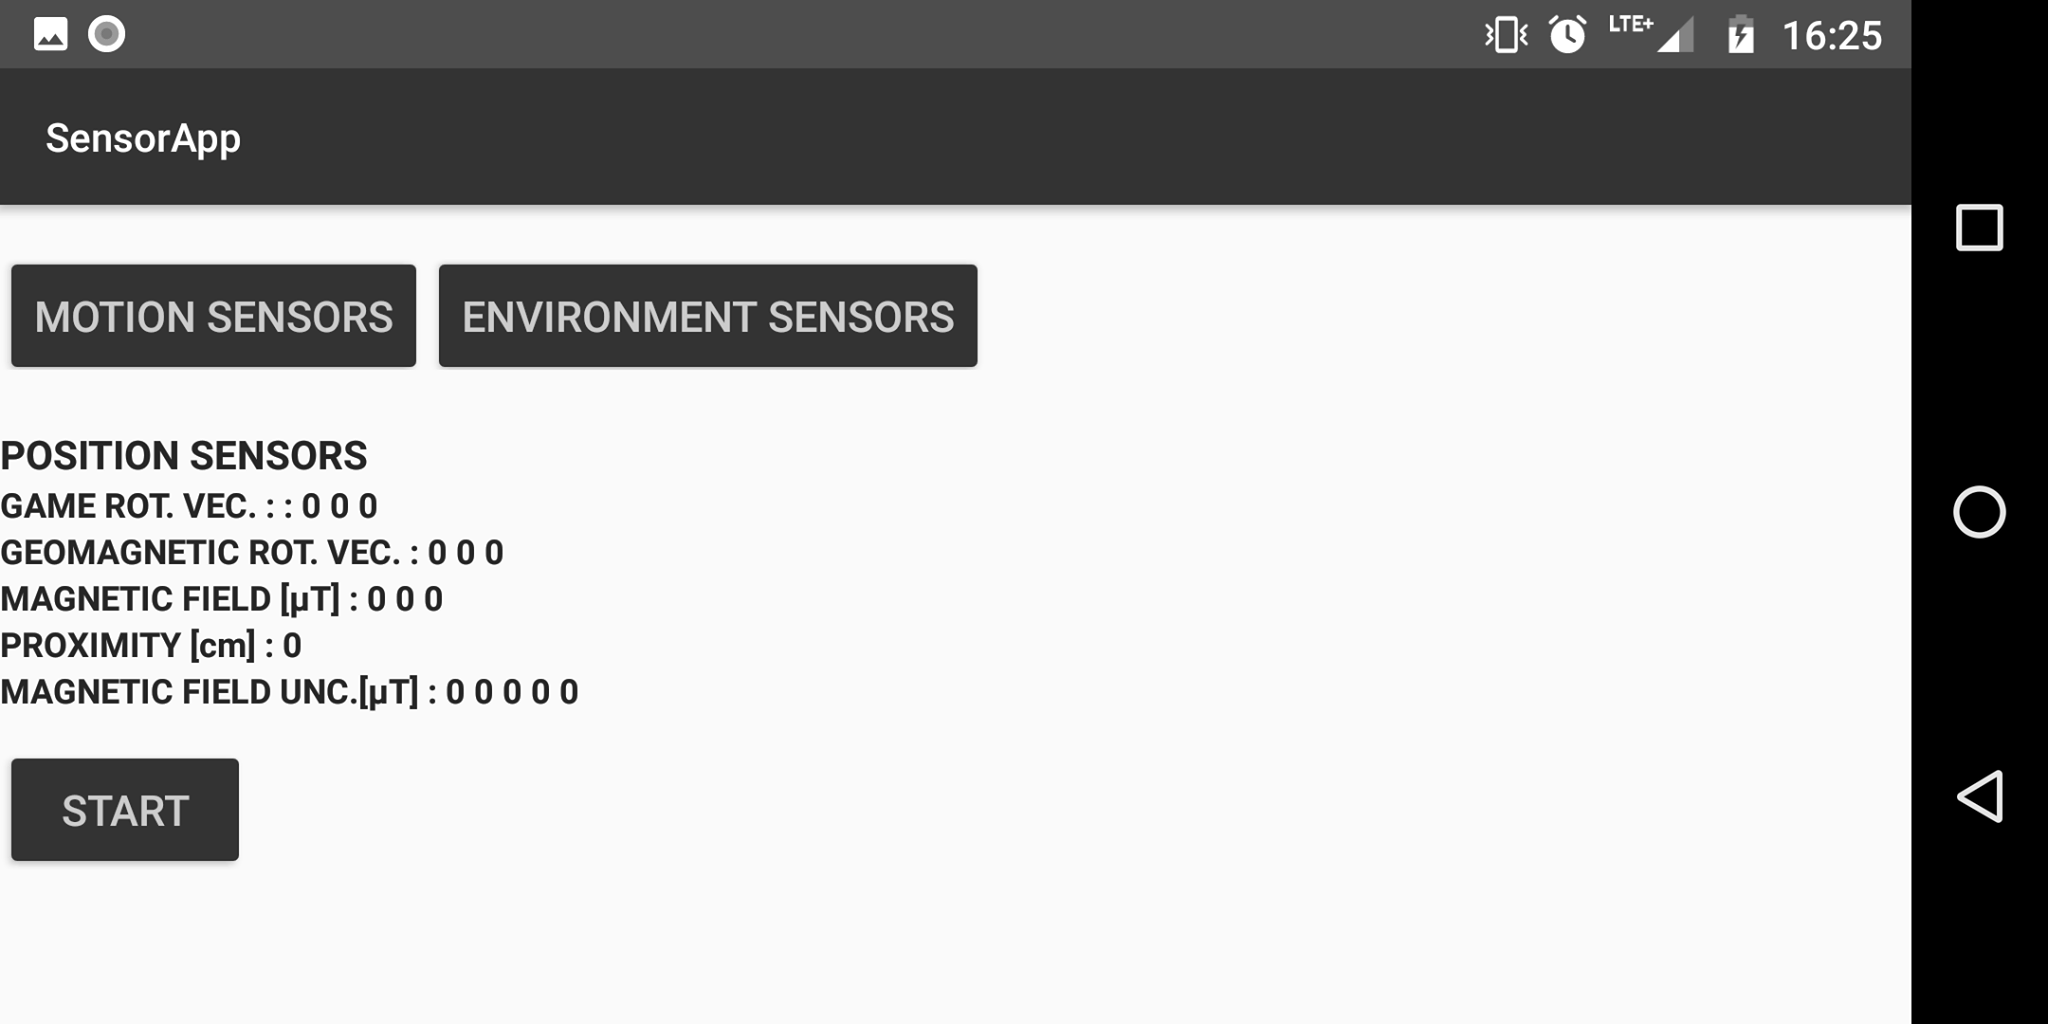 LTE+ 16:25
SensorApp
MOTION SENSORS ENVIRONMENT SENSORS
POSITION SENSORS
GAME ROT. VEC. : : 0 0 0
GEOMAGNETIC ROT. VEC. : 0 0 0
MAGNETIC FIELD [µT] : 0 0 0
PROXIMITY [cm] : 0
MAGNETIC FIELD UNC.[µT] : 0 0 0 0 0
START